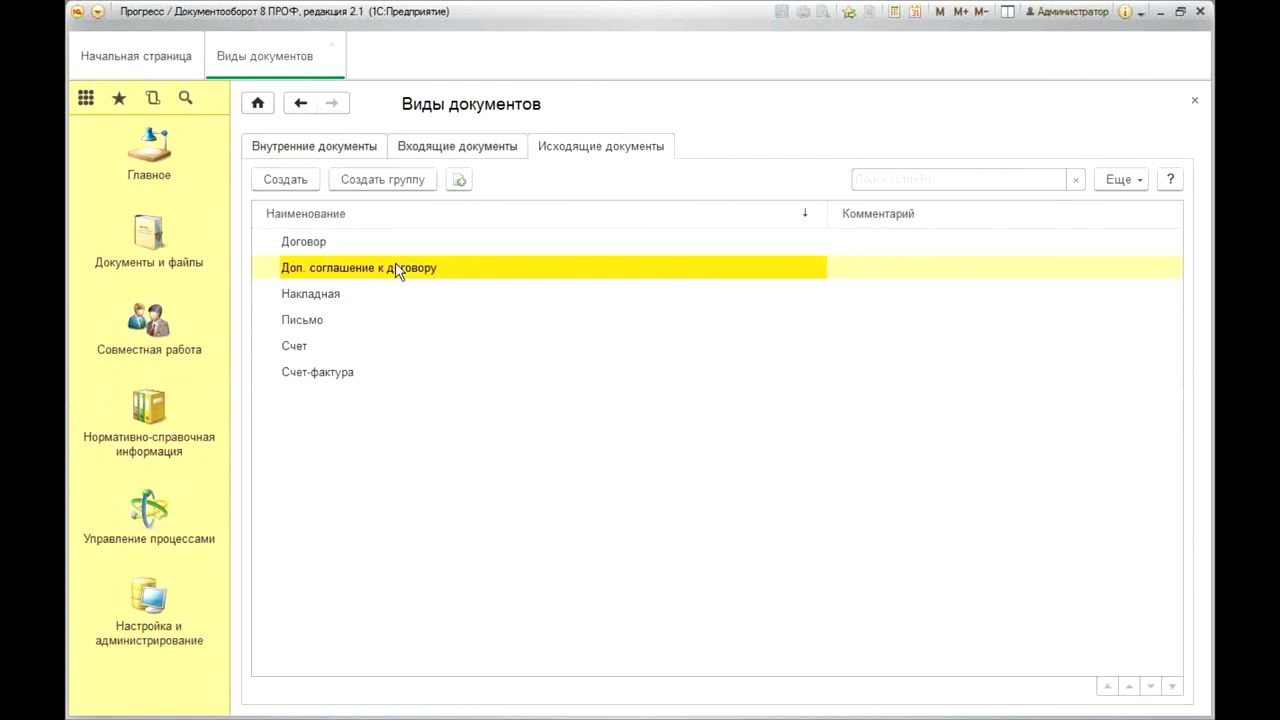 Прогресс / Документооборот 8 ПРОФ, редакция 2.1 (1С:Предприятие)
M M+ M- Администратор
Начальная страница
Виды документов
Виды документов
Главное
Документы и файлы
Совместная работа
Нормативно-справочная
информация
Управление процессами
Настройка и
администрирование
Внутренние документы
Входящие документы
Исходящие документы
Создать
Создать группу
Поиск (Ctrl+F)
Еще
?
Наименование
Комментарий
Договор
Доп. соглашение к договору
Накладная
Письмо
Счет
Счет-фактура